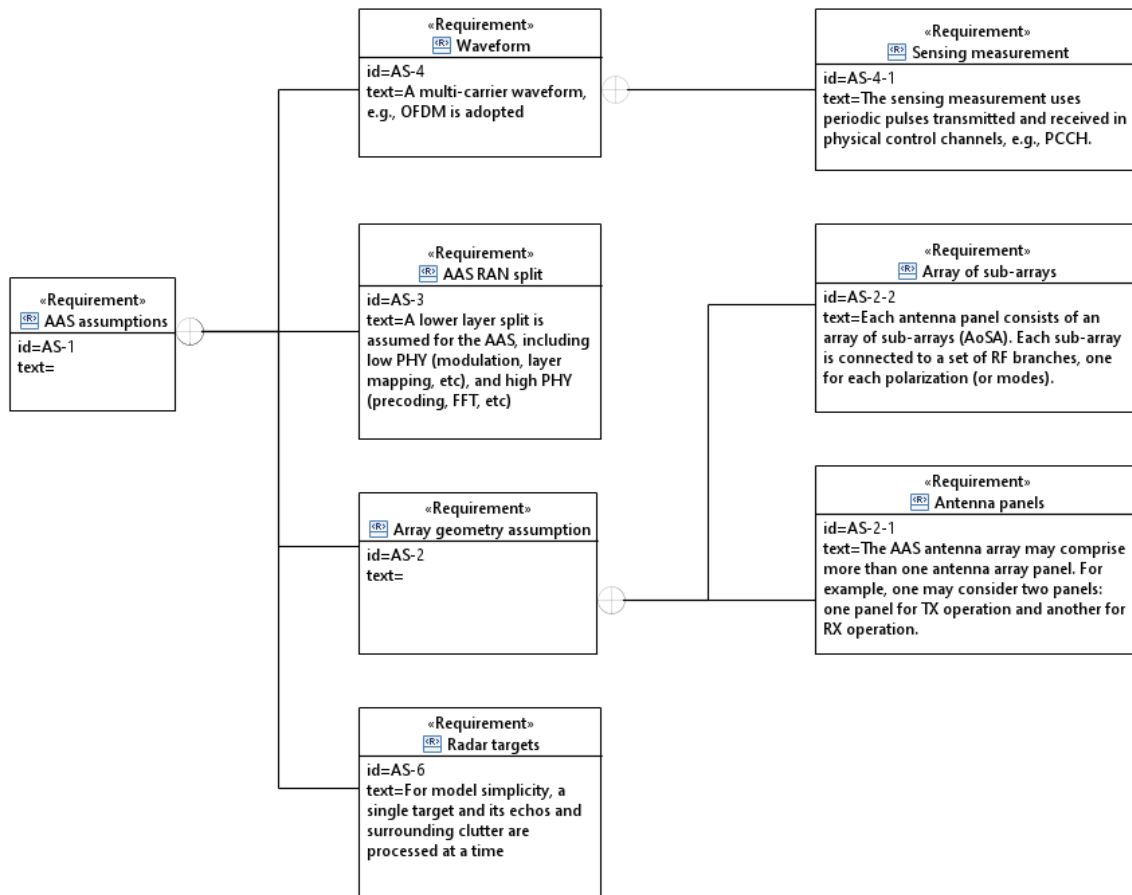 «Requirement»
<R> Waveform
id=AS-4
text=A multi-carrier waveform,
e.g., OFDM is adopted
«Requirement»
<R> Sensing measurement
id=AS-4-1
text=The sensing measurement uses
periodic pulses transmitted and received in
physical control channels, e.g., PCCH.
«Requirement»
<R> AAS assumptions
id=AS-1
text=
«Requirement»
<R> AAS RAN split
id=AS-3
text=A lower layer split is
assumed for the AAS, including
low PHY (modulation, layer
mapping, etc), and high PHY
(precoding, FFT, etc)
«Requirement»
<R> Array of sub-arrays
id=AS-2-2
text=Each antenna panel consists of an
array of sub-arrays (AoSA). Each sub-array
is connected to a set of RF branches, one
for each polarization (or modes).
«Requirement»
<R> Array geometry assumption
id=AS-2
text=
«Requirement»
<R> Antenna panels
id=AS-2-1
text=The AAS antenna array may comprise
more than one antenna array panel. For
example, one may consider two panels:
one panel for TX operation and another for
RX operation.
«Requirement»
<R> Radar targets
id=AS-6
text=For model simplicity, a
single target and its echos and
surrounding clutter are
processed at a time